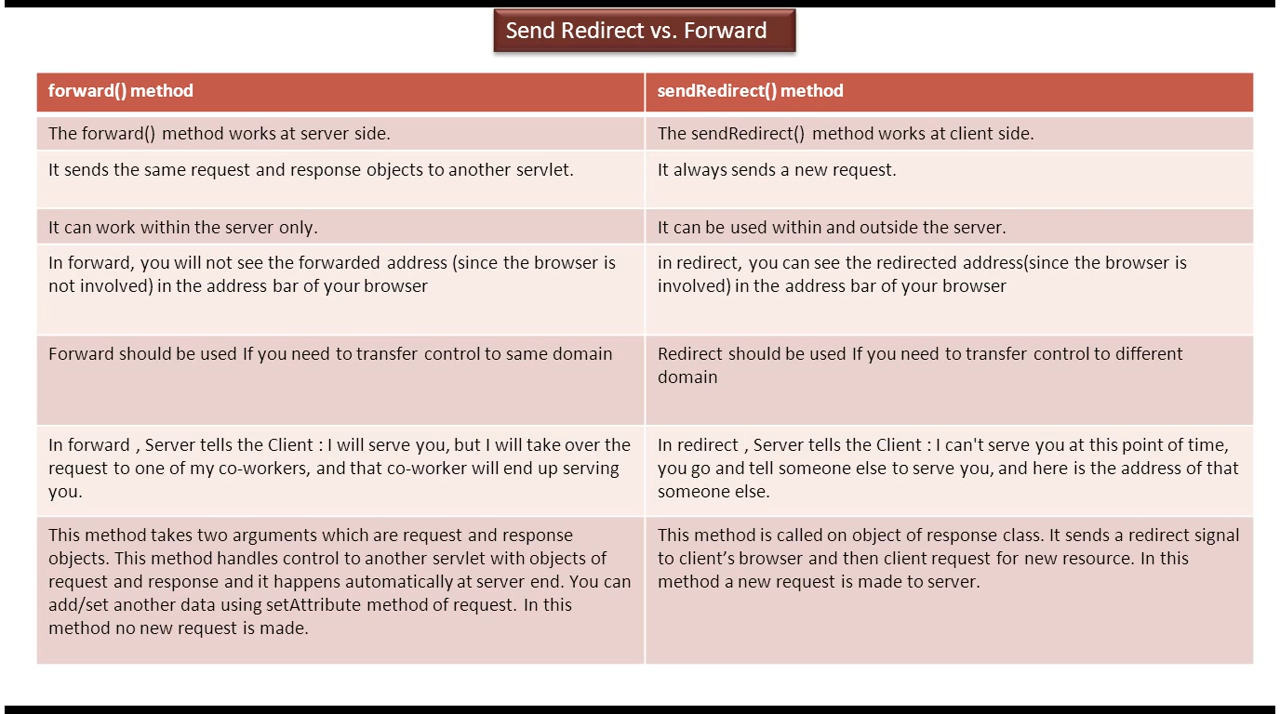 Send Redirect vs. Forward
forward() method
sendRedirect() method
The forward() method works at server side.
The sendRedirect() method works at client side.
It sends the same request and response objects to another servlet.
It always sends a new request.
It can work within the server only.
It can be used within and outside the server.
In forward, you will not see the forwarded address (since the browser is
not involved) in the address bar of your browser
in redirect, you can see the redirected address(since the browser is
involved) in the address bar of your browser
Forward should be used If you need to transfer control to same domain
Redirect should be used If you need to transfer control to different
domain
In forward , Server tells the Client : I will serve you, but I will take over the
request to one of my co-workers, and that co-worker will end up serving
you.
In redirect , Server tells the Client : I can't serve you at this point of time,
you go and tell someone else to serve you, and here is the address of that
someone else.
This method takes two arguments which are request and response
objects. This method handles control to another servlet with objects of
request and response and it happens automatically at server end. You can
add/set another data using setAttribute method of request. In this
method no new request is made.
This method is called on object of response class. It sends a redirect signal
to client’s browser and then client request for new resource. In this
method a new request is made to server.